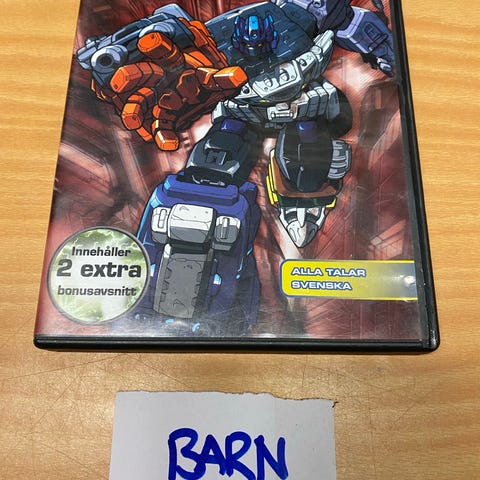 Innehåller
2 extra
bonusavsnitt
ALLA TALAR
SVENSKA
BARN